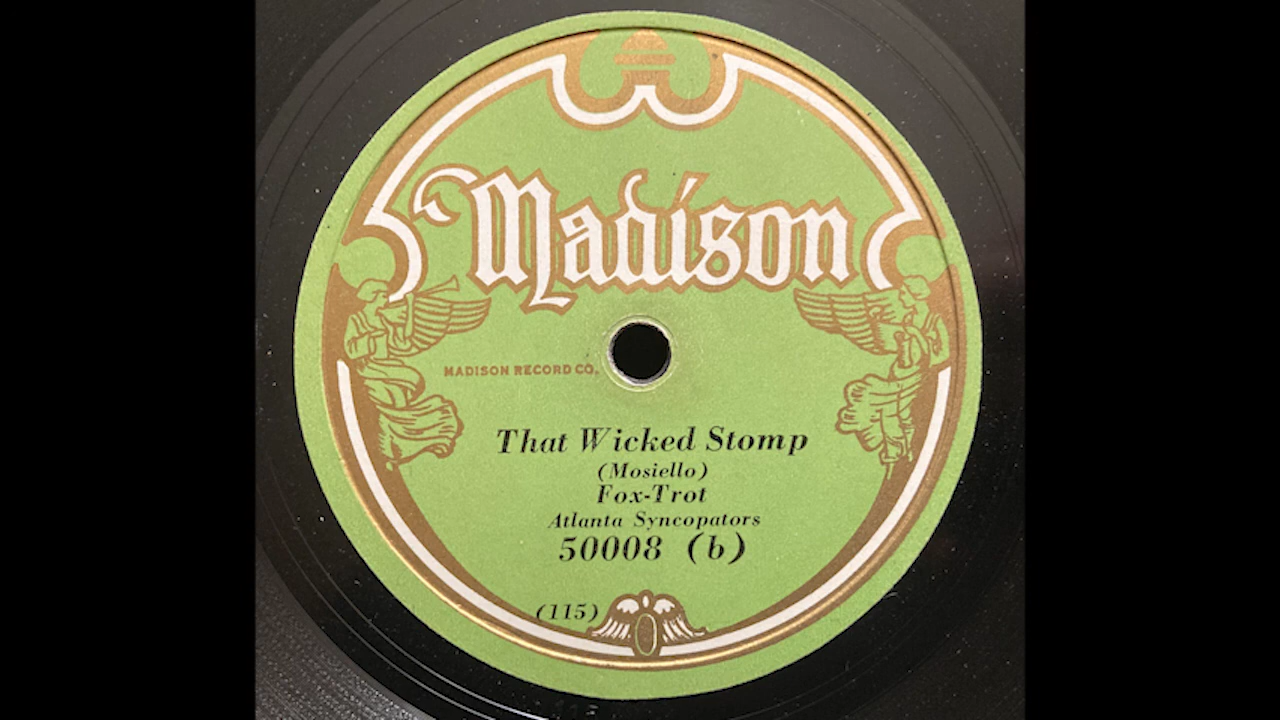 Madison
MADISON RECORD CO.
That Wicked Stomp
(Mosiello)
Fox-Trot
Atlanta Syncopators
50008 (b)
(115)